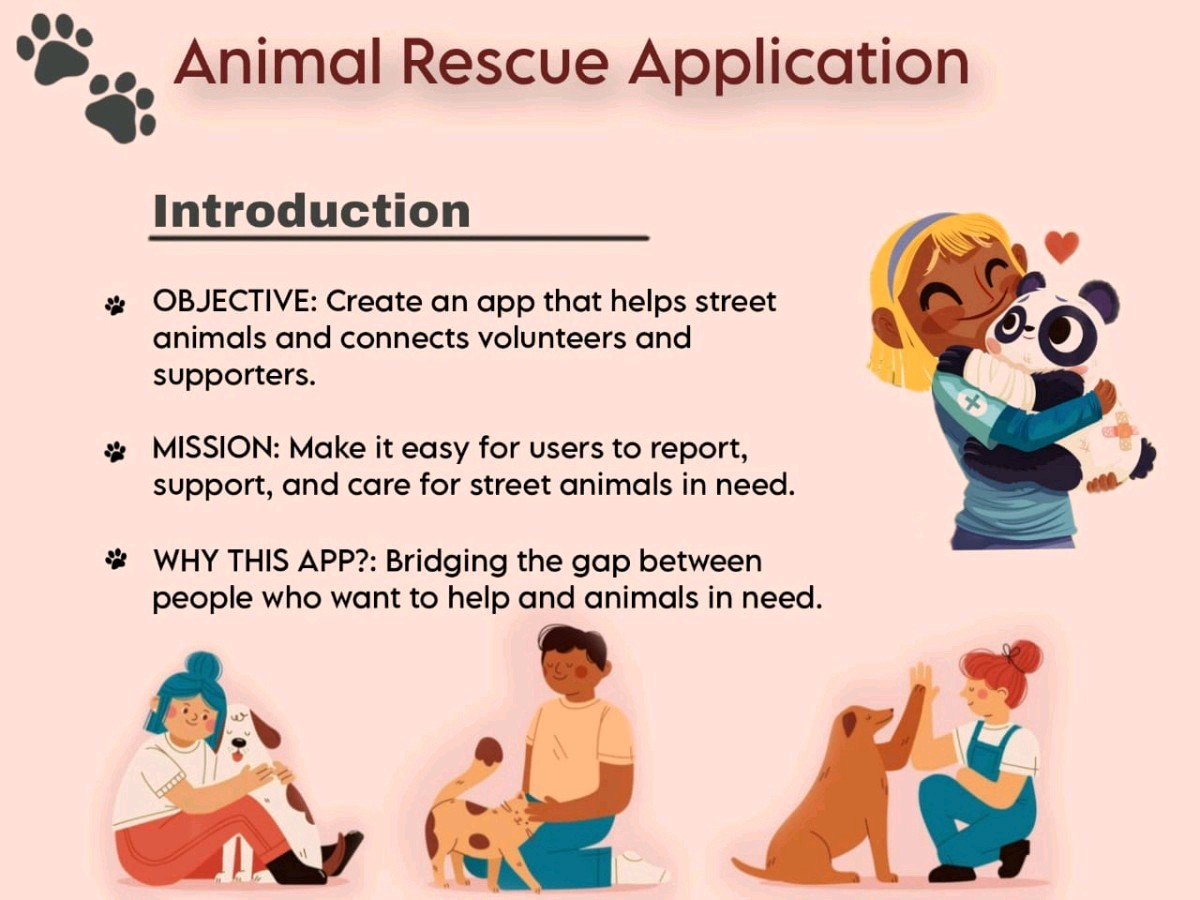 Animal Rescue Application
Introduction
OBJECTIVE: Create an app that helps street
animals and connects volunteers and
supporters.
MISSION: Make it easy for users to report,
support, and care for street animals in need.
WHY THIS APP?: Bridging the gap between
people who want to help and animals in need.